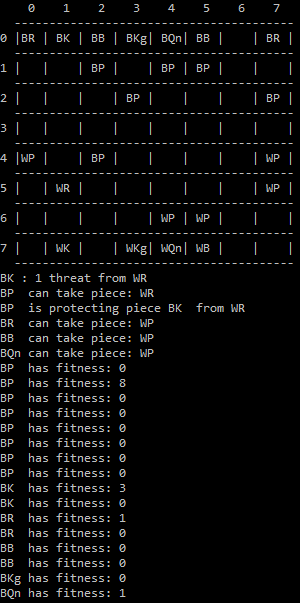 0 1 2 3 4 5 6 7
0 |BR | BK | BB | BKg| BQn| BB | | BR |
1 | | | BP | | BP | BP | | |
2 | | | | BP | | | | BP |
3 | | | | | | | | |
4 |WP | | BP | | | | | WP |
5 | | WR | | | | | | WP |
6 | | | | | WP | WP | | |
7 | | WK | | WKg| WQn| WB | | |
BK : 1 threat from WR
BP can take piece: WR
BP is protecting piece BK from WR
BR can take piece: WP
BB can take piece: WP
BQn can take piece: WP
BP has fitness: 0
BP has fitness: 8
BP has fitness: 0
BP has fitness: 0
BP has fitness: 0
BP has fitness: 0
BP has fitness: 0
BP has fitness: 0
BK has fitness: 3
BK has fitness: 0
BR has fitness: 1
BR has fitness: 0
BB has fitness: 0
BB has fitness: 0
BKg has fitness: 0
BQn has fitness: 1